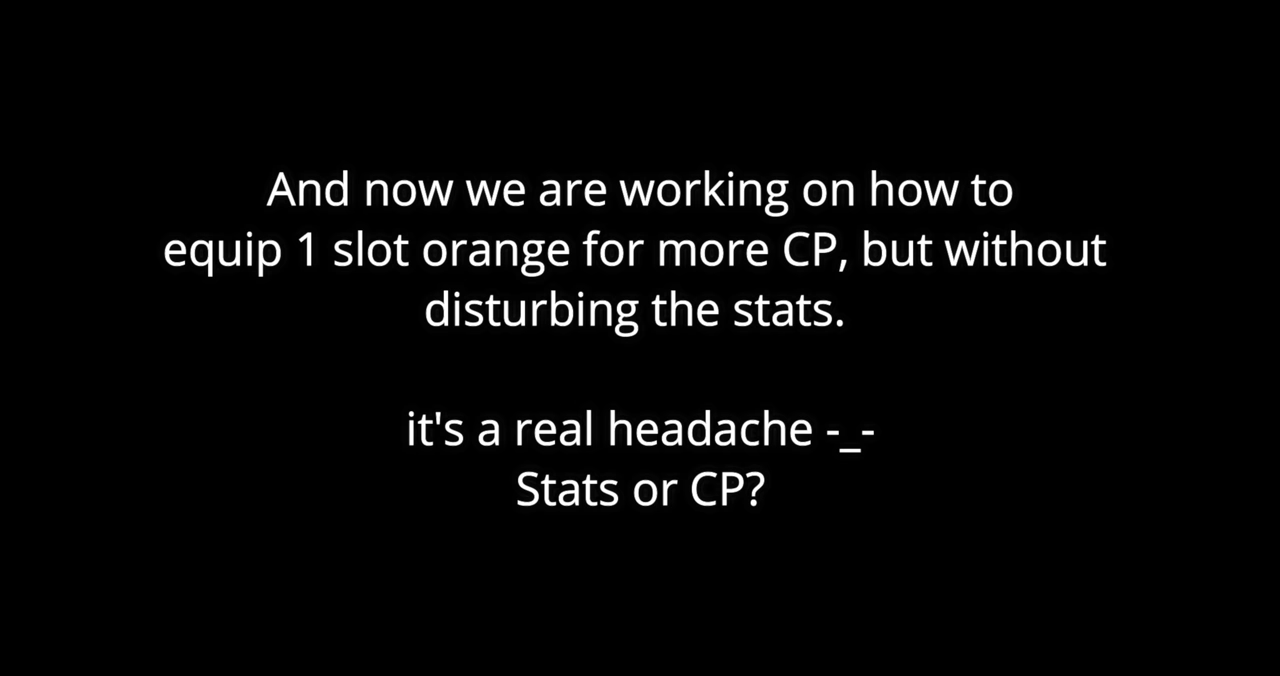 And now we are working on how to
equip 1 slot orange for more CP, but without
disturbing the stats.
it's a real headache -_-
Stats or CP?